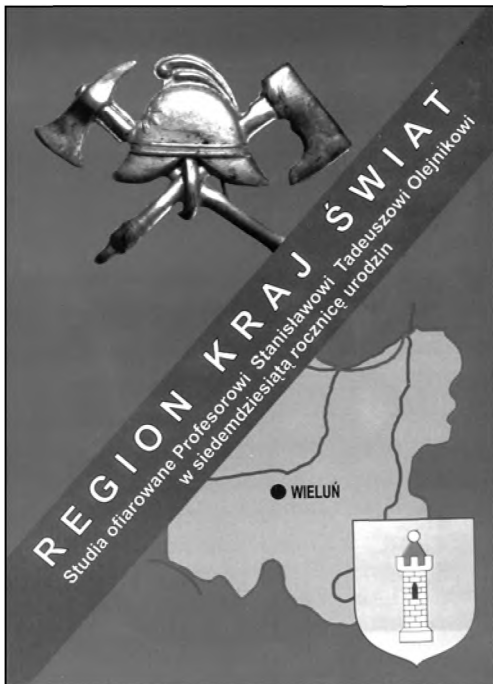 REGION KRAJ ŚWIAT
Studia ofiarowane Profesorowi Stanisławowi Tadeuszowi Olejnikowi
w siedemdziesiątą rocznicę urodzin
WIELUŃ